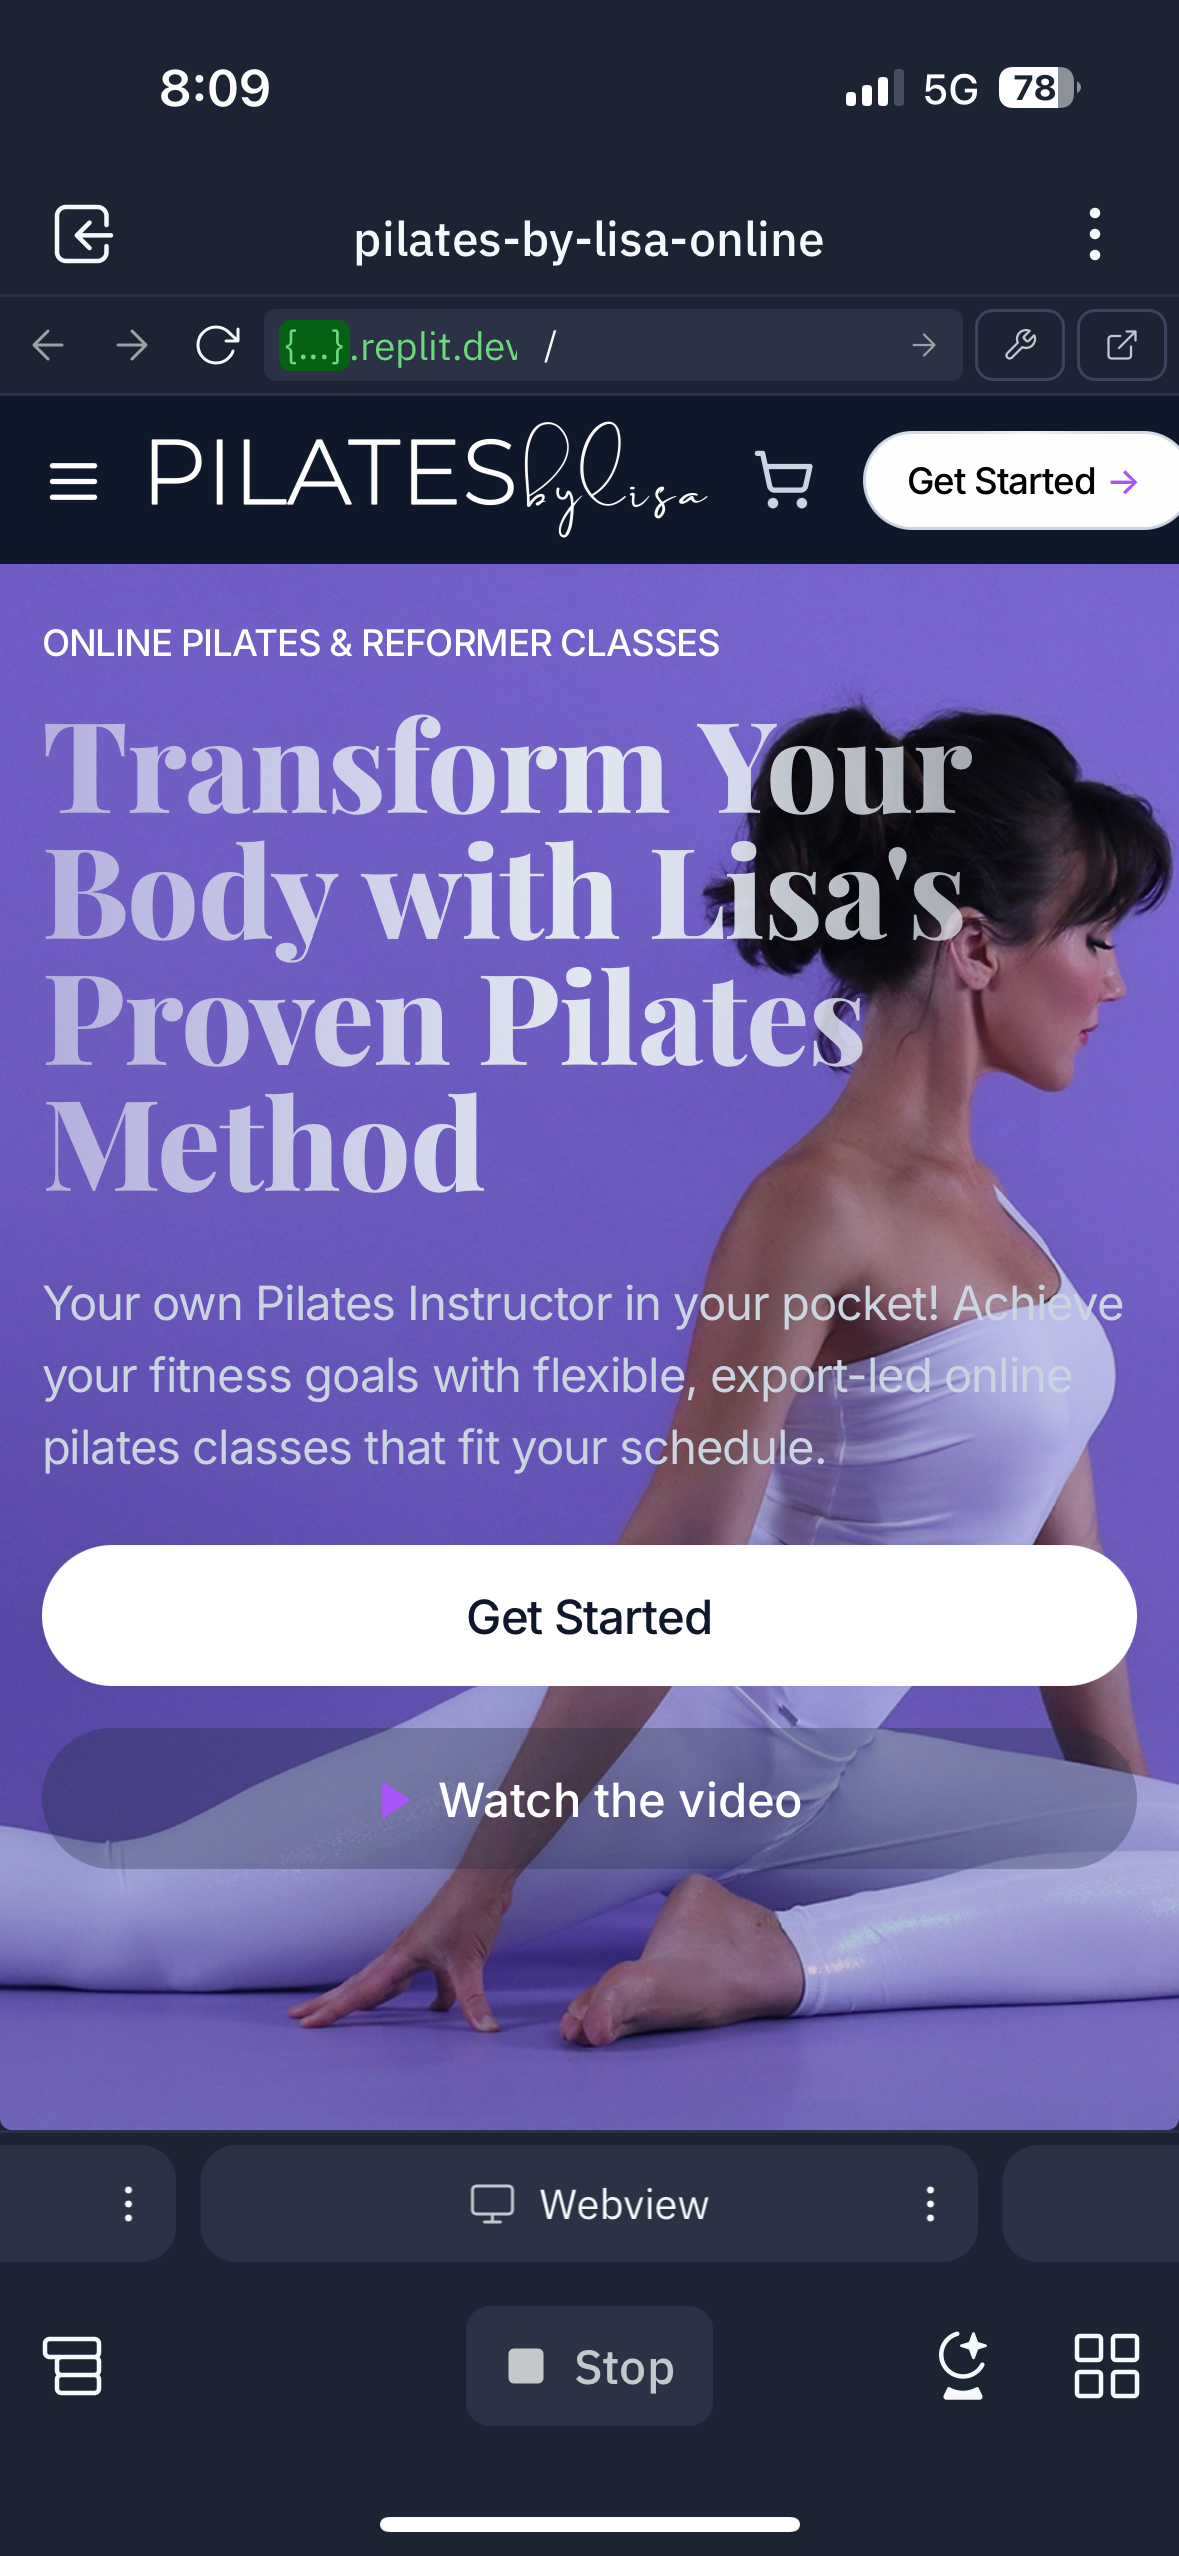 8:09
5G 78
pilates-by-lisa-online
{...}.replit.dev /
PILATES by lisa
Get Started →
ONLINE PILATES & REFORMER CLASSES
Transform Your
Body with Lisa's
Proven Pilates
Method
Your own Pilates Instructor in your pocket! Achieve
your fitness goals with flexible, export-led online
pilates classes that fit your schedule.
Get Started
Watch the video
Webview
Stop